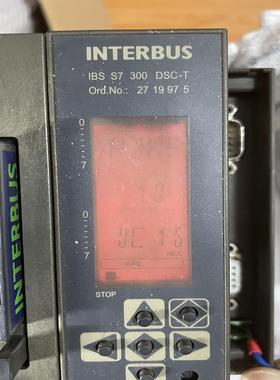 INTERBUS
IBS S7 300 DSC-T
Ord.No.: 27 19 97 5
0
7
0
7
HEX
STOP
INTERBUS